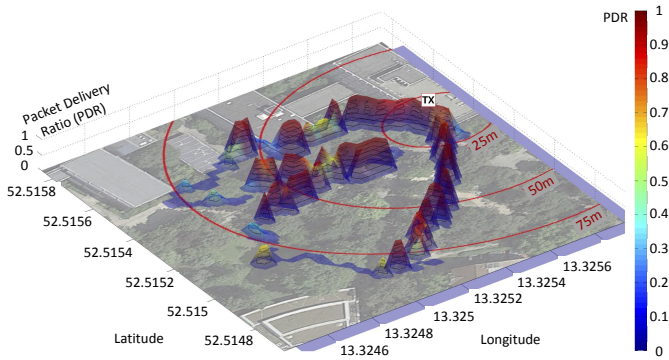 PDR
1
0.9
0.8
0.7
0.6
0.5
0.4
0.3
0.2
0.1
0
Packet Delivery
Ratio (PDR)
1
0.5
0
TX
25m
50m
75m
52.5158
52.5156
52.5154
52.5152
52.515
52.5148
Latitude
13.3256
13.3254
13.3252
13.325
13.3248
13.3246
Longitude